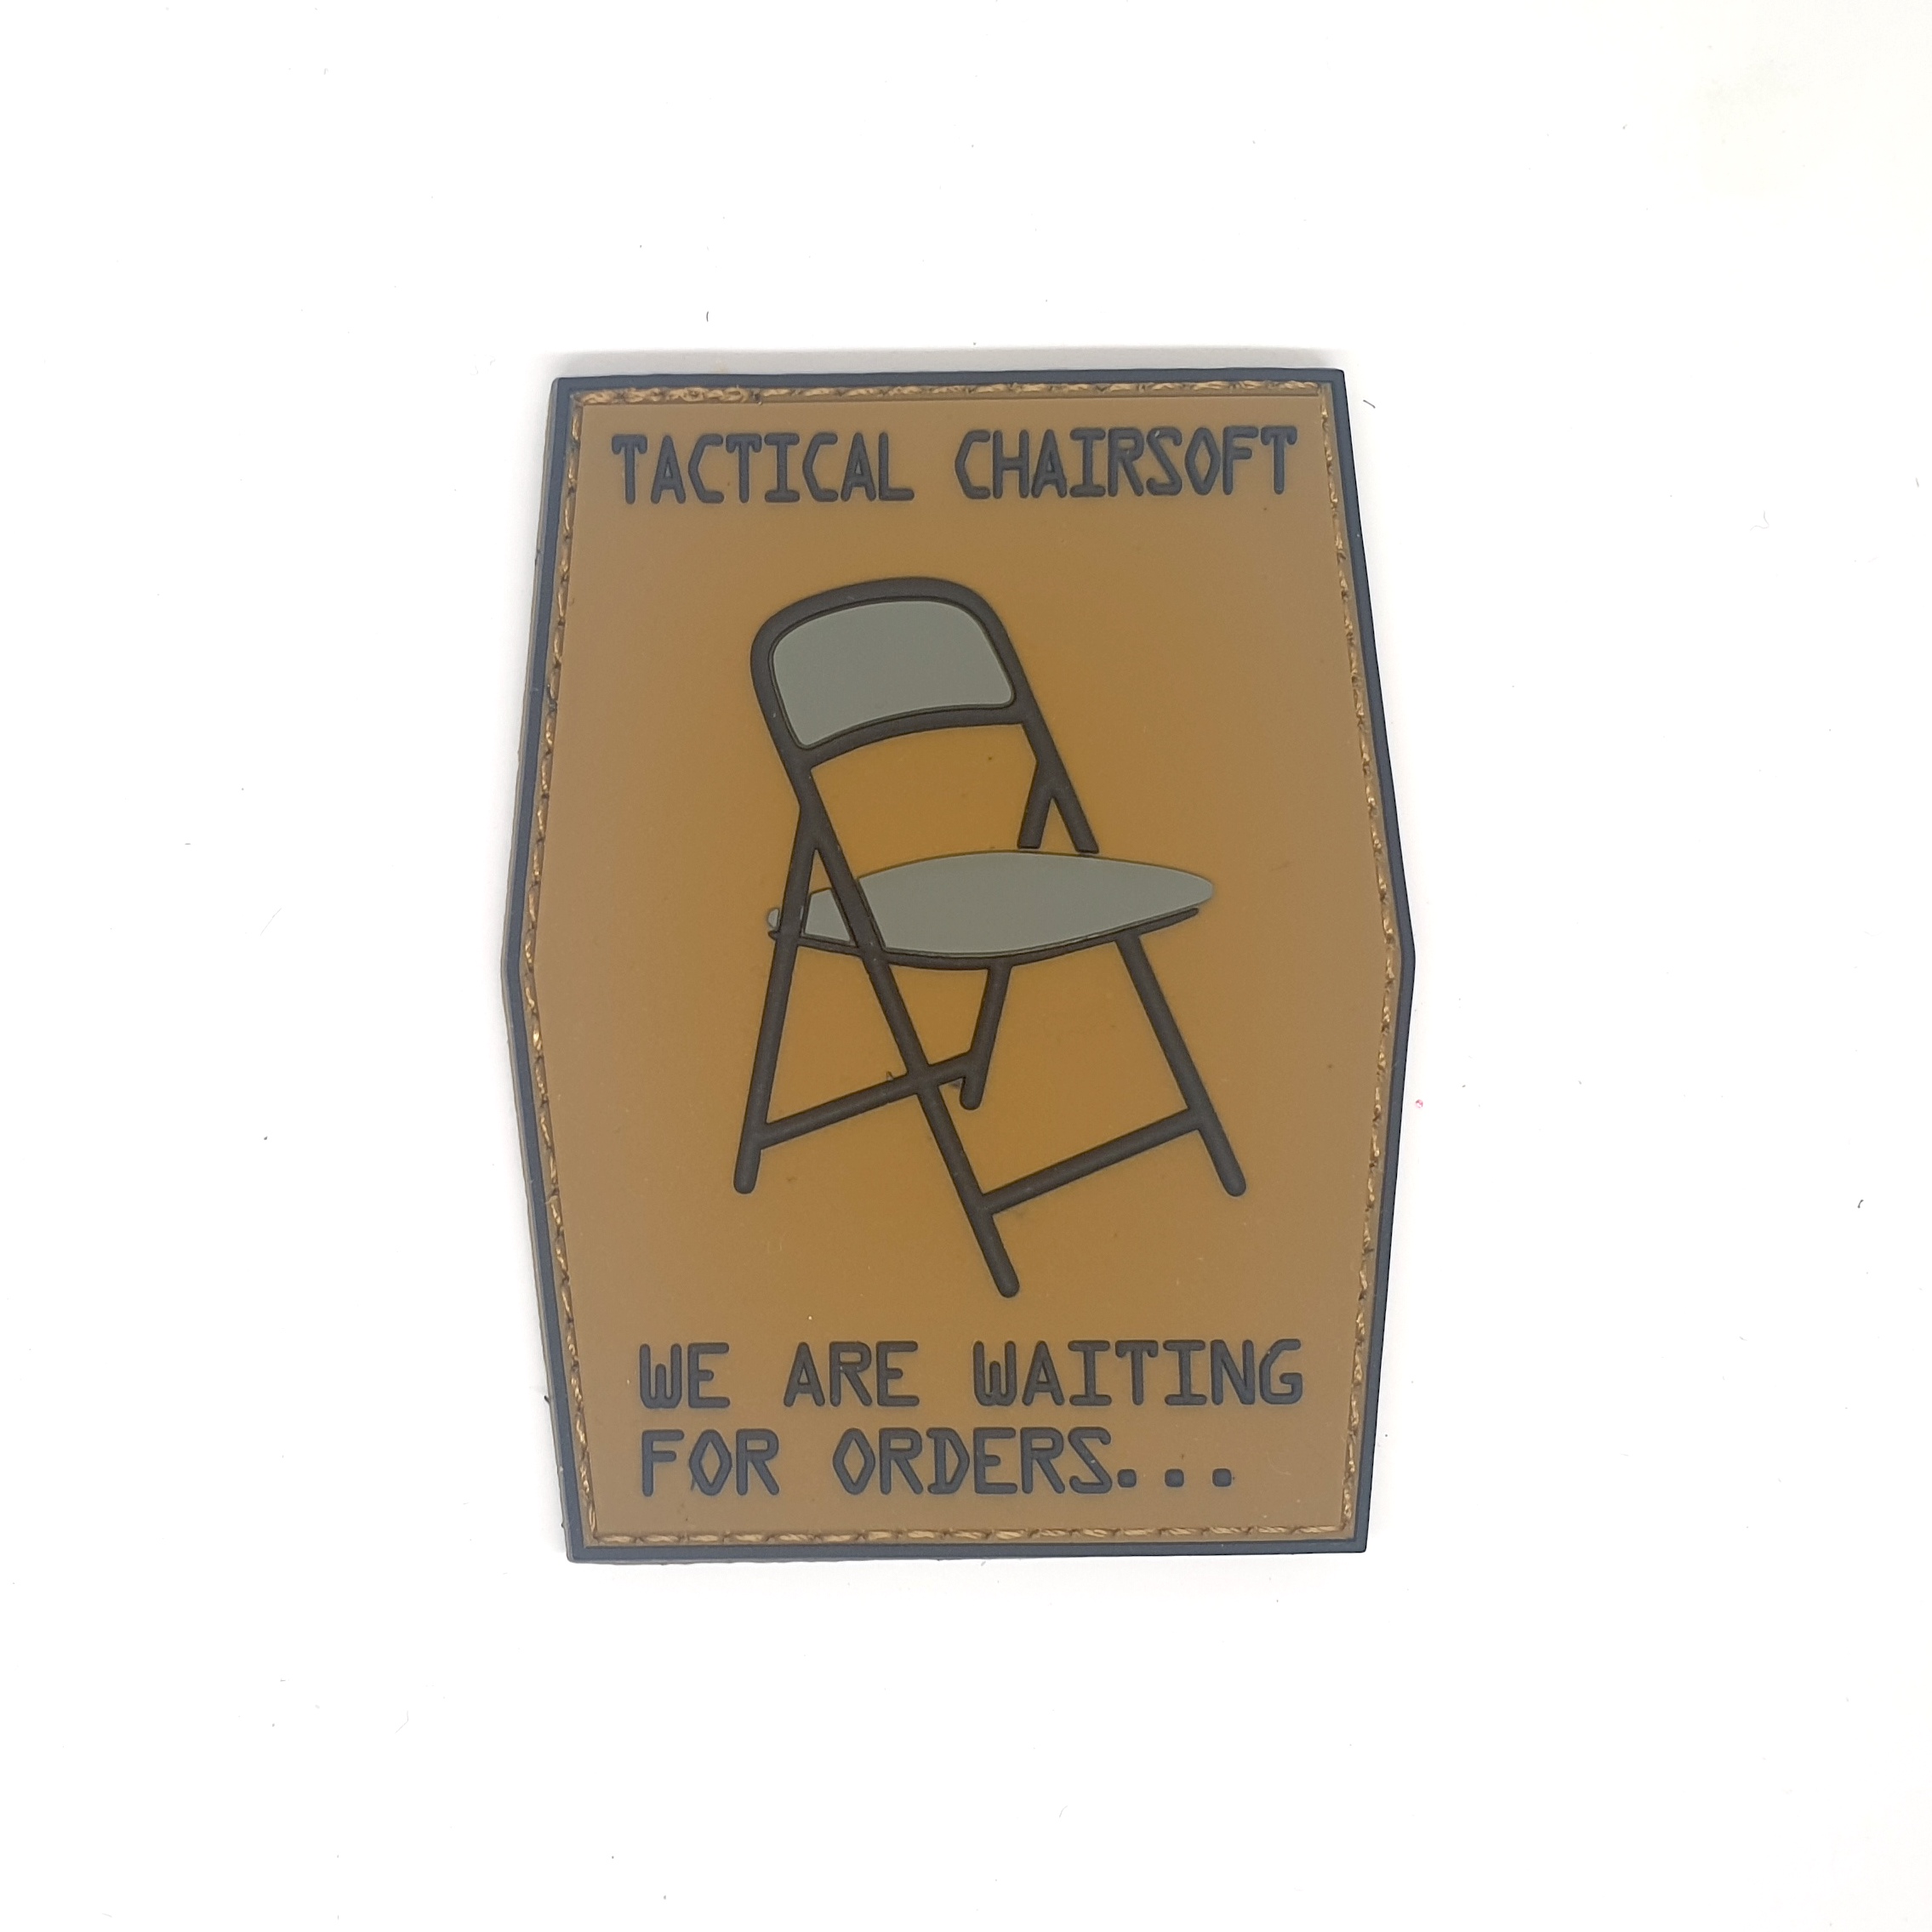 TACTICAL CHAIRSOFT
WE ARE WAITING
FOR ORDERS...